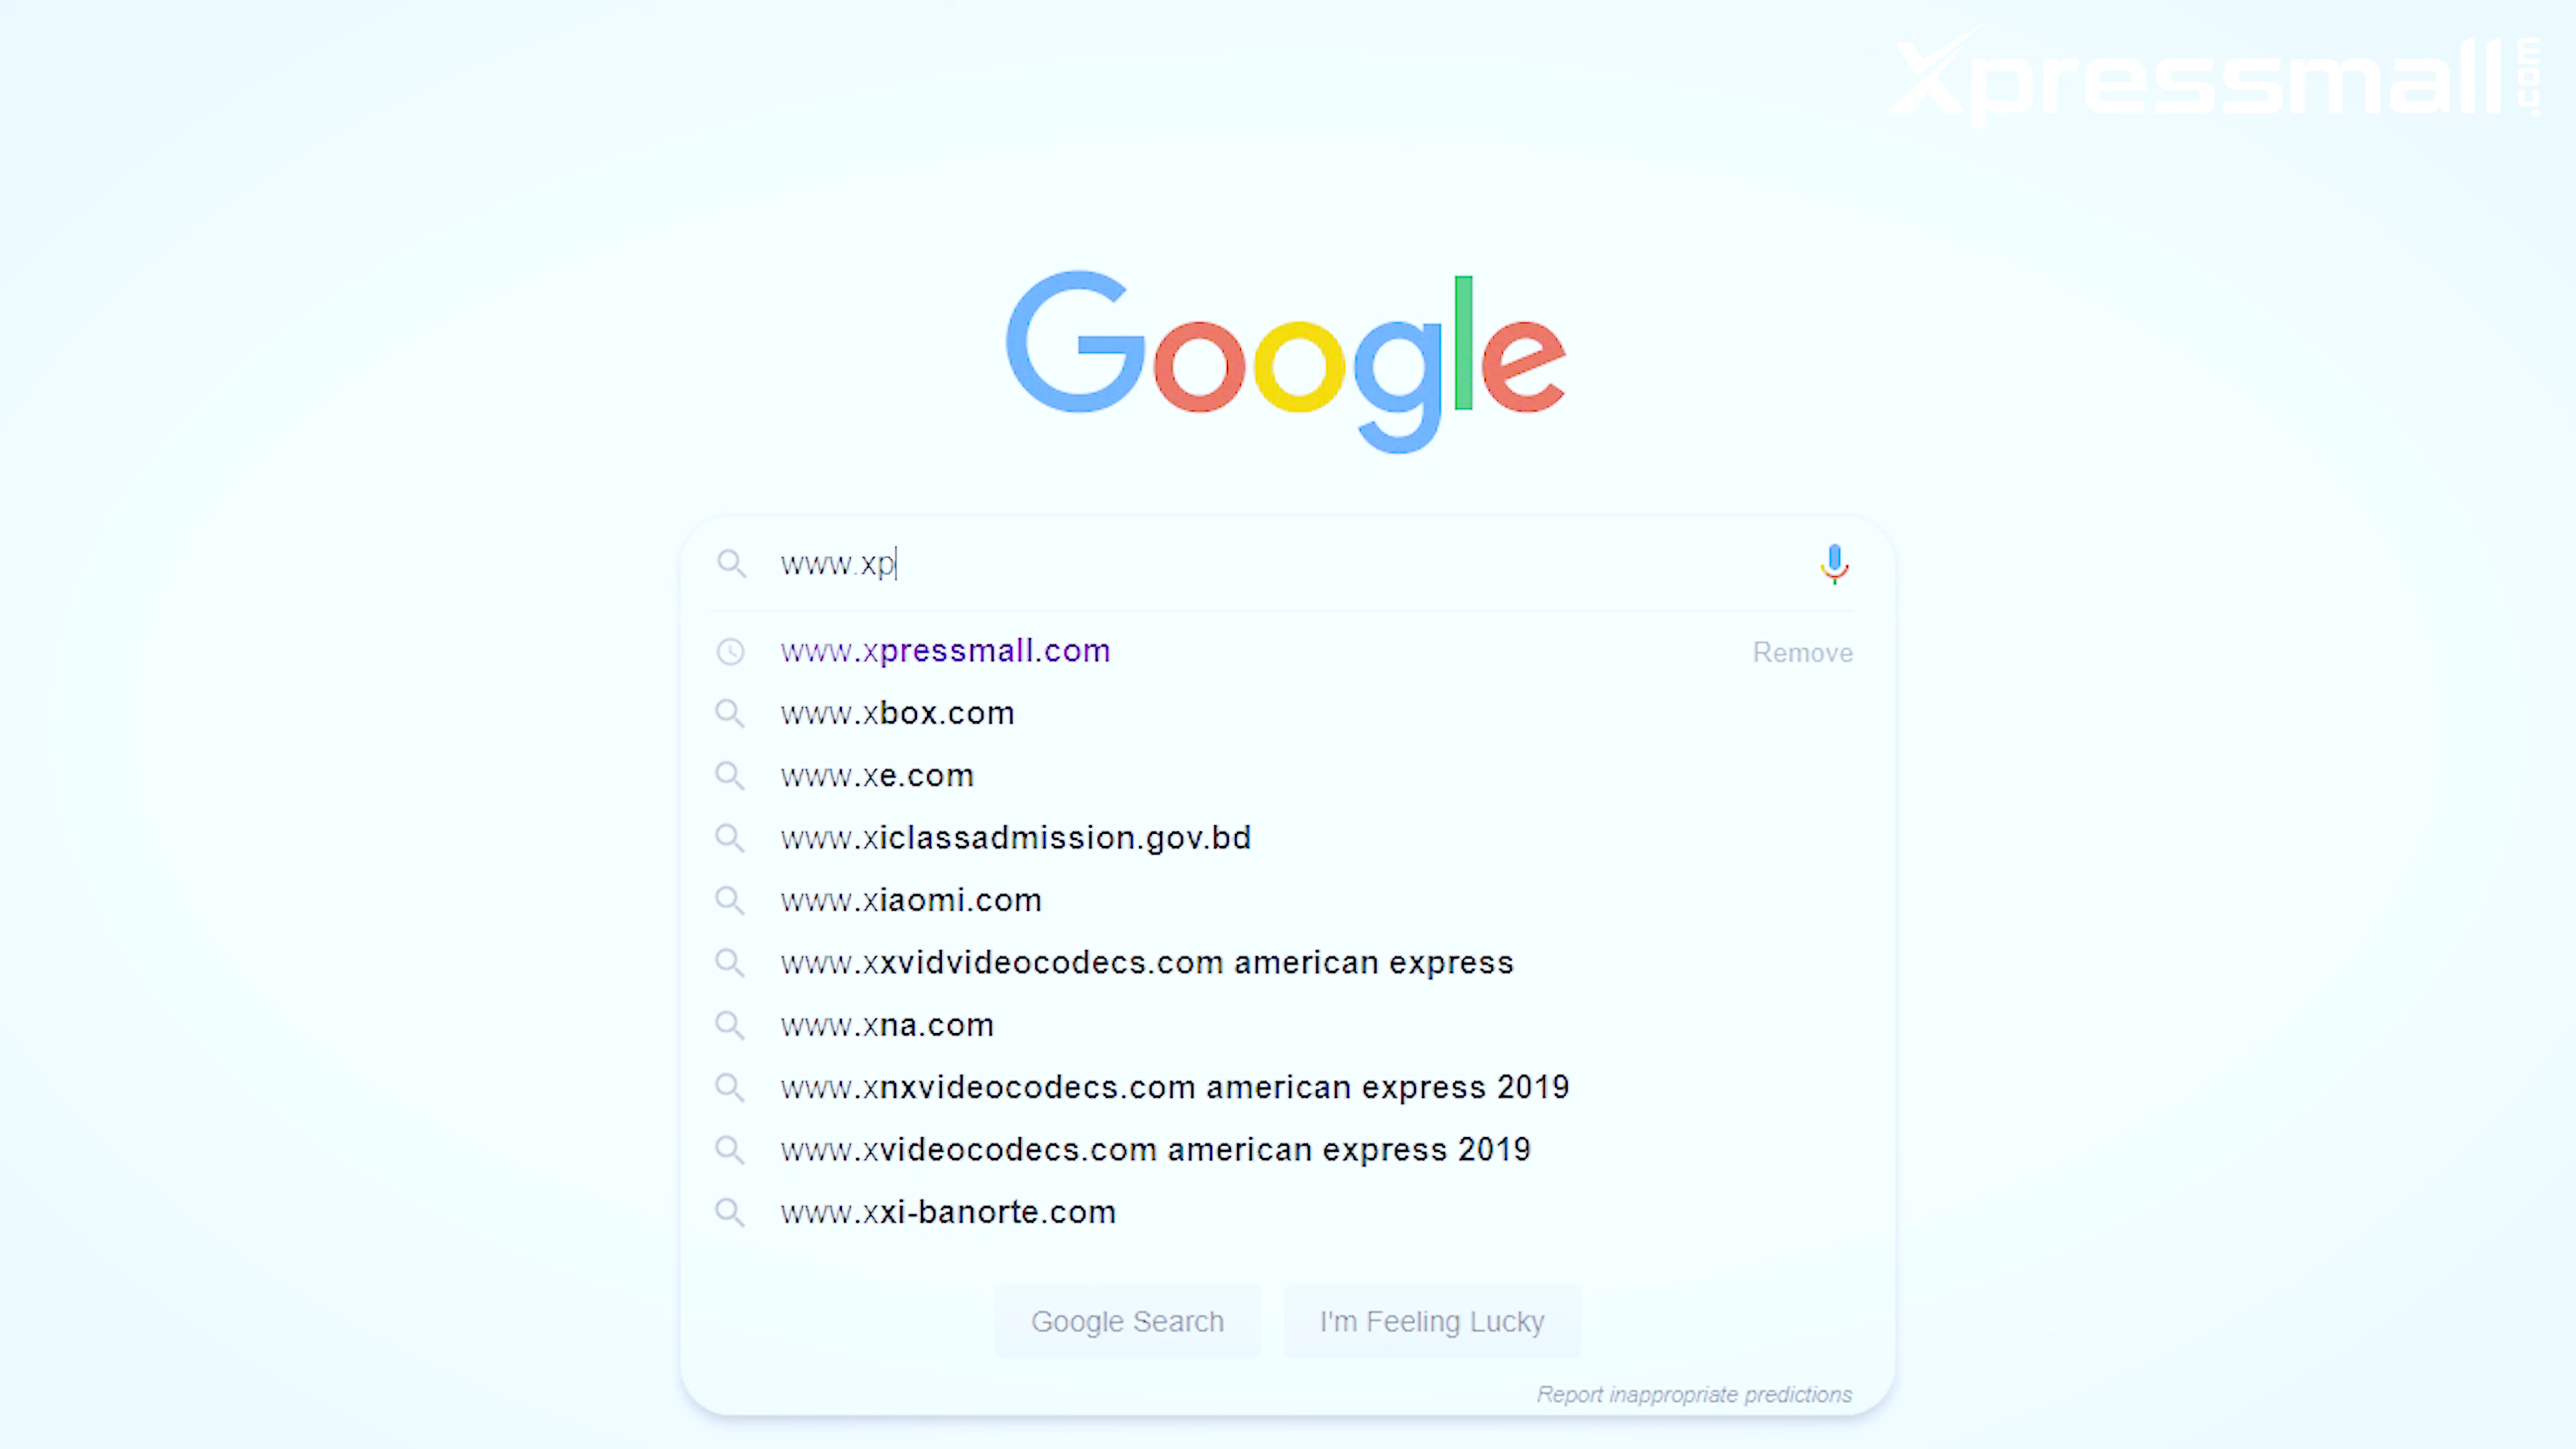 Xpressmall.com
Google
www.xp
www.xpressmall.com
Remove
www.xbox.com
www.xe.com
www.xiclassadmission.gov.bd
www.xiaomi.com
www.xxvidvideocodecs.com american express
www.xna.com
www.xnxvideocodecs.com american express 2019
www.xvideocodecs.com american express 2019
www.xxi-banorte.com
Google Search
I'm Feeling Lucky
Report inappropriate predictions